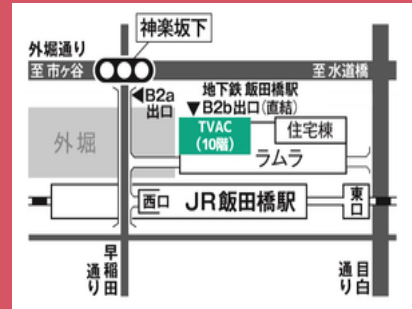 神楽坂下
外堀通り
至市ヶ谷
至水道橋
◀B2a
出口
地下鉄 飯田橋駅
▼B2b出口(直結)
TVAC
(10階)
住宅棟
ラムラ
外堀
西口
JR飯田橋駅
東口
早稲田通り
目白通り